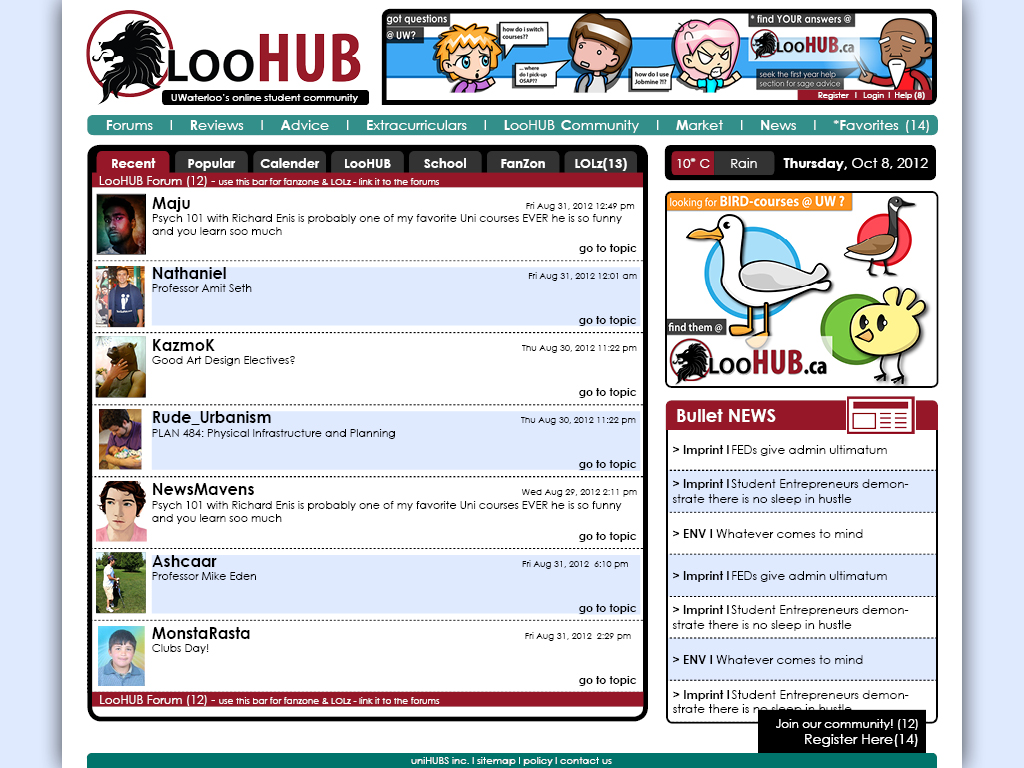 LOOHUB
UWaterloo's online student community
got questions
@ UW?
how do i switch
courses??
... where
do i pick-up
OSAP??
how do I use
Jobmine ?!?
* find YOUR answers @
LOOHUB.ca
seek the first year help
section for sage advice
Register I Login I Help (8)
Forums I Reviews I Advice I Extracurriculars I LooHUB Community I Market I News I *Favorites (14)
Recent Popular Calender LooHUB School FanZon LOLz(13)
LooHUB Forum (12) - use this bar for fanzone & LOLz - link it to the forums
Maju Fri Aug 31, 2012 12:49 pm
Psych 101 with Richard Enis is probably one of my favorite Uni courses EVER he is so funny
and you learn soo much
go to topic
Nathaniel Fri Aug 31, 2012 12:01 am
Professor Amit Seth
go to topic
KazmoK Thu Aug 30, 2012 11:22 pm
Good Art Design Electives?
go to topic
Rude_Urbanism Thu Aug 30, 2012 11:22 pm
PLAN 484: Physical Infrastructure and Planning
go to topic
NewsMavens Wed Aug 29, 2012 2:11 pm
Psych 101 with Richard Enis is probably one of my favorite Uni courses EVER he is so funny
and you learn soo much
go to topic
Ashcaar Fri Aug 31, 2012 6:10 pm
Professor Mike Eden
go to topic
MonstaRasta Fri Aug 31, 2012 2:29 pm
Clubs Day!
go to topic
LooHUB Forum (12) - use this bar for fanzone & LOLz - link it to the forums
10° C Rain Thursday, Oct 8, 2012
looking for BIRD-courses @ UW ?
find them @
LOOHUB.ca
Bullet NEWS
> Imprint I FEDs give admin ultimatum
> Imprint I Student Entrepreneurs demon-
strate there is no sleep in hustle
> ENV I Whatever comes to mind
> Imprint I FEDs give admin ultimatum
> Imprint I Student Entrepreneurs demon-
strate there is no sleep in hustle
> ENV I Whatever comes to mind
> Imprint I Student Entrepreneurs demon-
strate there is no sleep in hustle
Join our community! (12)
Register Here(14)
uniHUBS inc. I sitemap I policy I contact us